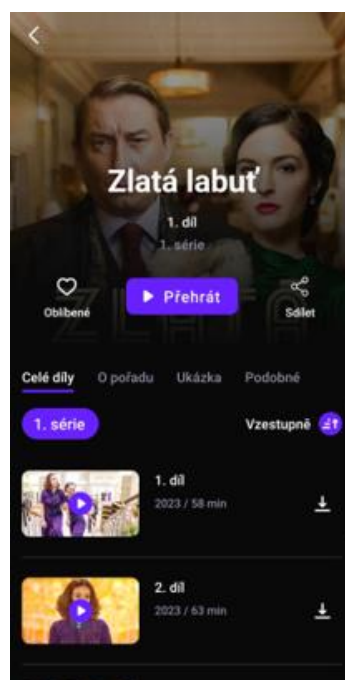 Zlatá labuť
1. díl
1. série
Přehrát
Oblíbené
Sdílet
ZLATÁ
Celé díly O pořadu Ukázka Podobné
1. série
Vzestupně
1. díl
2023 / 58 min
2. díl
2023 / 63 min